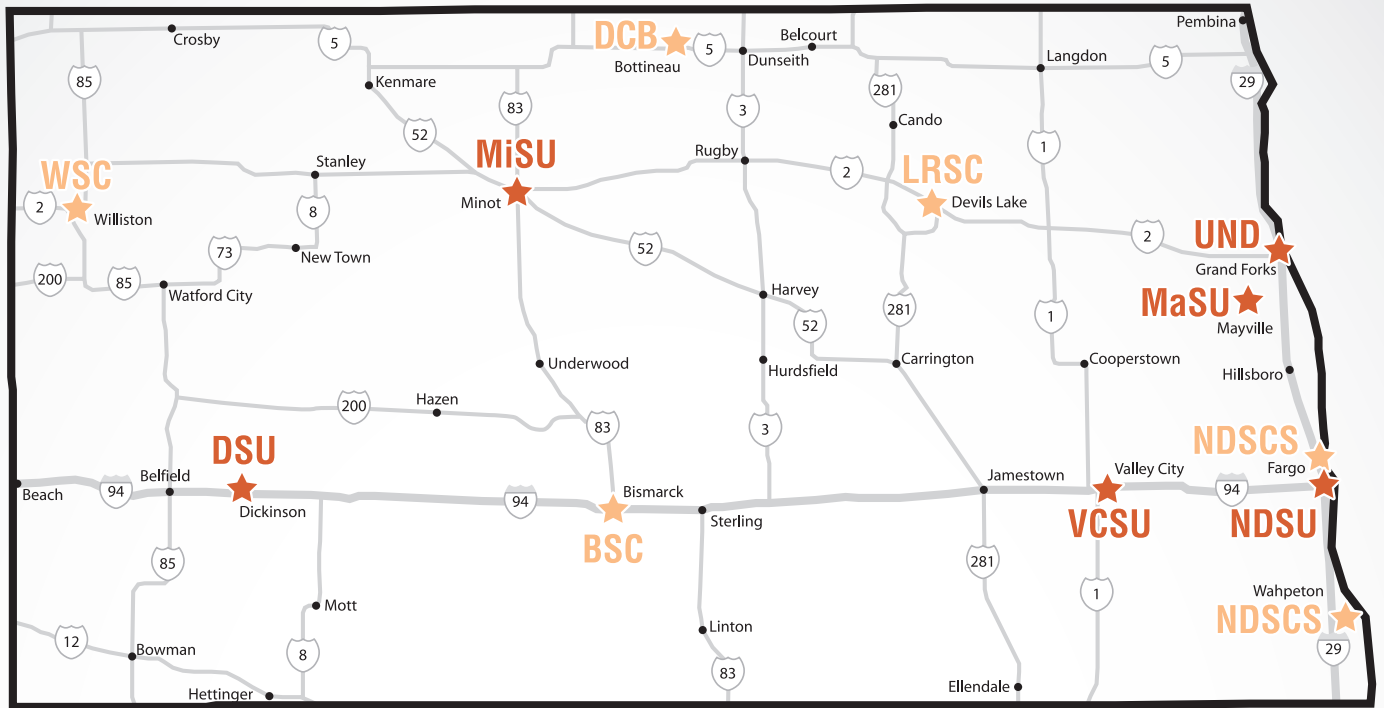 Pembina
Crosby
5
DCB
5
Belcourt
Bottineau
Dunseith
Langdon
5
29
85
Kenmare
83
3
281
Cando
52
1
WSC
Stanley
MiSU
Rugby
2
LRSC
2
Williston
8
Minot
Devils Lake
73
New Town
52
2
UND
Grand Forks
200
85
Watford City
Harvey
MaSU
Mayville
52
281
1
Underwood
Hurdsfield
Carrington
Cooperstown
Hillsboro
200
Hazen
83
3
DSU
NDSCS
Belfield
Jamestown
Valley City
Fargo
Beach
94
Dickinson
94
Bismarck
94
Sterling
BSC
VCSU
NDSU
85
281
1
Wahpeton
Mott
NDSCS
Linton
12
Bowman
8
29
83
Hettinger
Ellendale